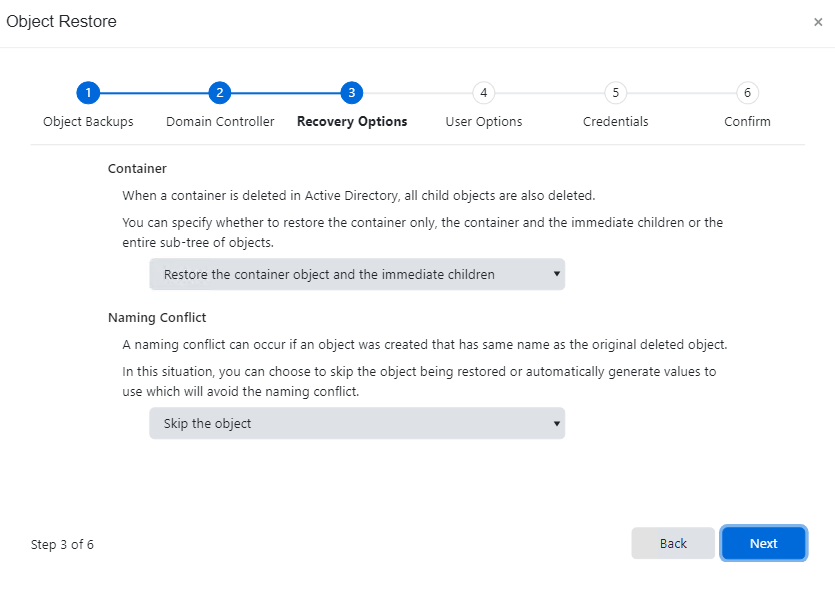 Object Restore
×
1 2 3 4 5 6
Object Backups Domain Controller Recovery Options User Options Credentials Confirm
Container
When a container is deleted in Active Directory, all child objects are also deleted.
You can specify whether to restore the container only, the container and the immediate children or the
entire sub-tree of objects.
Restore the container object and the immediate children
Naming Conflict
A naming conflict can occur if an object was created that has same name as the original deleted object.
In this situation, you can choose to skip the object being restored or automatically generate values to
use which will avoid the naming conflict.
Skip the object
Step 3 of 6 Back Next